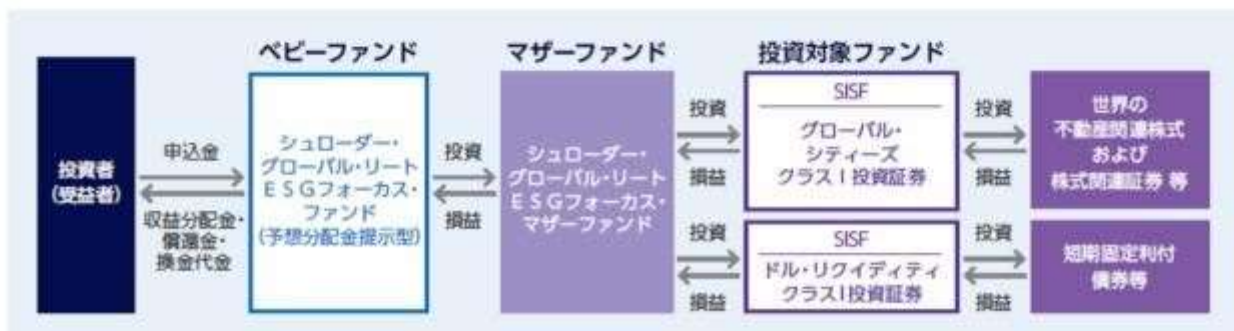 ベビーファンド
マザーファンド
投資対象ファンド
投資者
(受益者)
申込金
収益分配金・
償還金・
換金代金
シュローダー・
グローバル・リート
ESGフォーカス・
ファンド
(予想分配金提示型)
投資
損益
シュローダー・
グローバル・リート
ESGフォーカス・
マザーファンド
投資
損益
SISF
グローバル・
シティーズ
クラスI投資証券
投資
損益
世界の
不動産関連株式
および
株式関連証券 等
投資
損益
SISF
ドル・リクイディティ
クラスI投資証券
投資
損益
短期固定利付
債券等